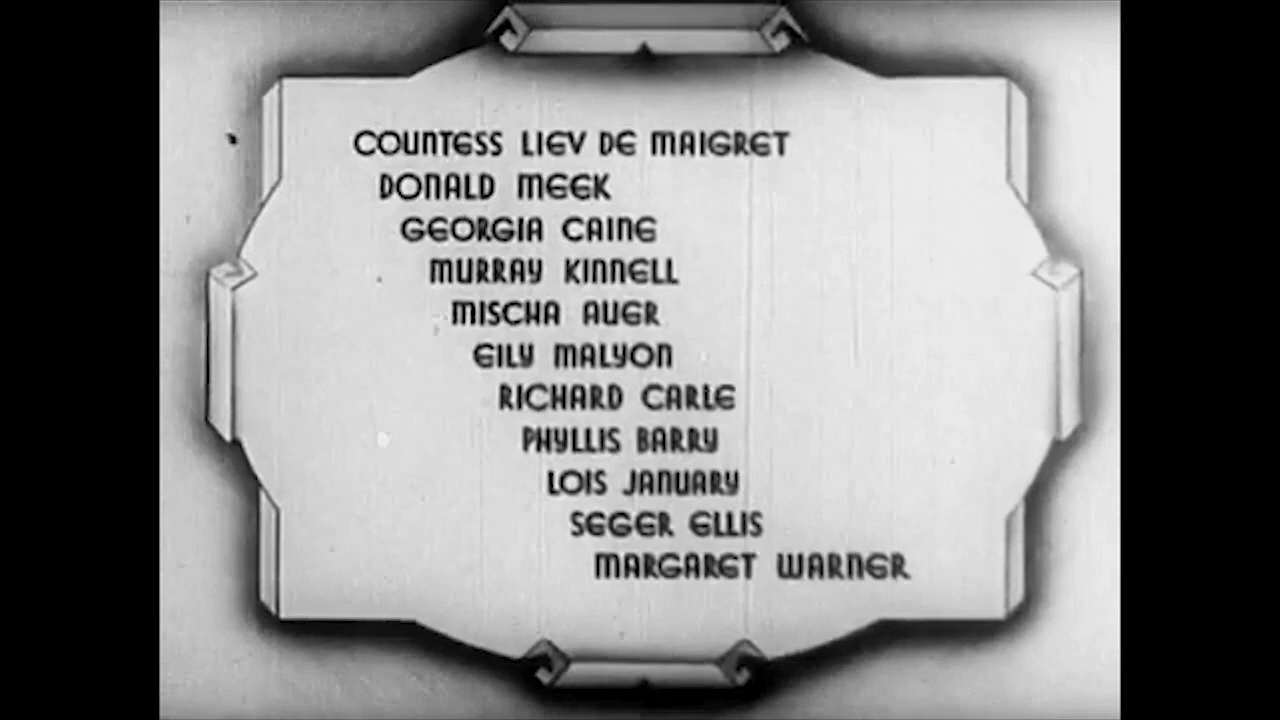 COUNTESS LIEV DE MAIGRET
DONALD MEEK
GEORGIA CAINE
MURRAY KINNELL
MISCHA AUER
EILY MALYON
RICHARD CARLE
PHYLLIS BARRY
LOIS JANUARY
SEGER ELLIS
MARGARET WARNER